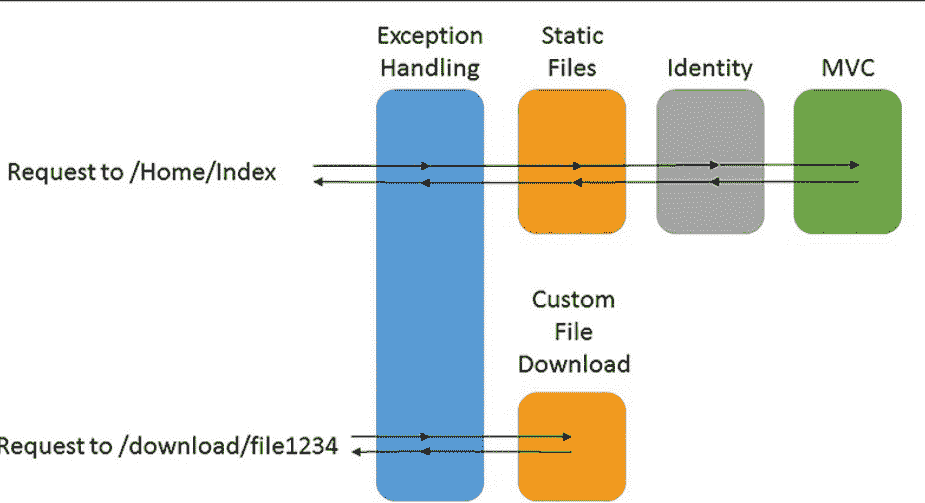 Exception
Handling
Static
Files
Identity
MVC
Request to /Home/Index
Custom
File
Download
Request to /download/file1234